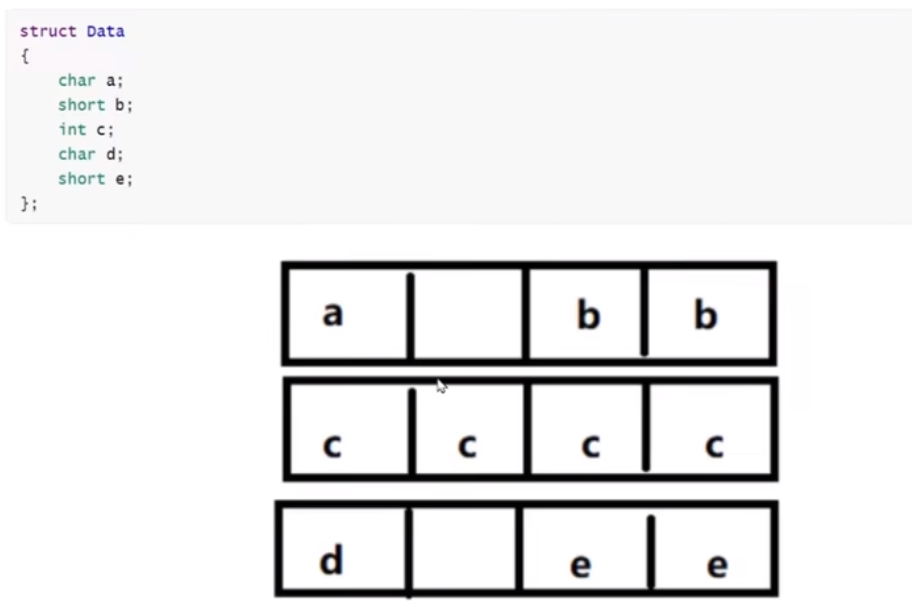 struct Data
{
    char a;
    short b;
    int c;
    char d;
    short e;
};
a b b
c c c c
d e e